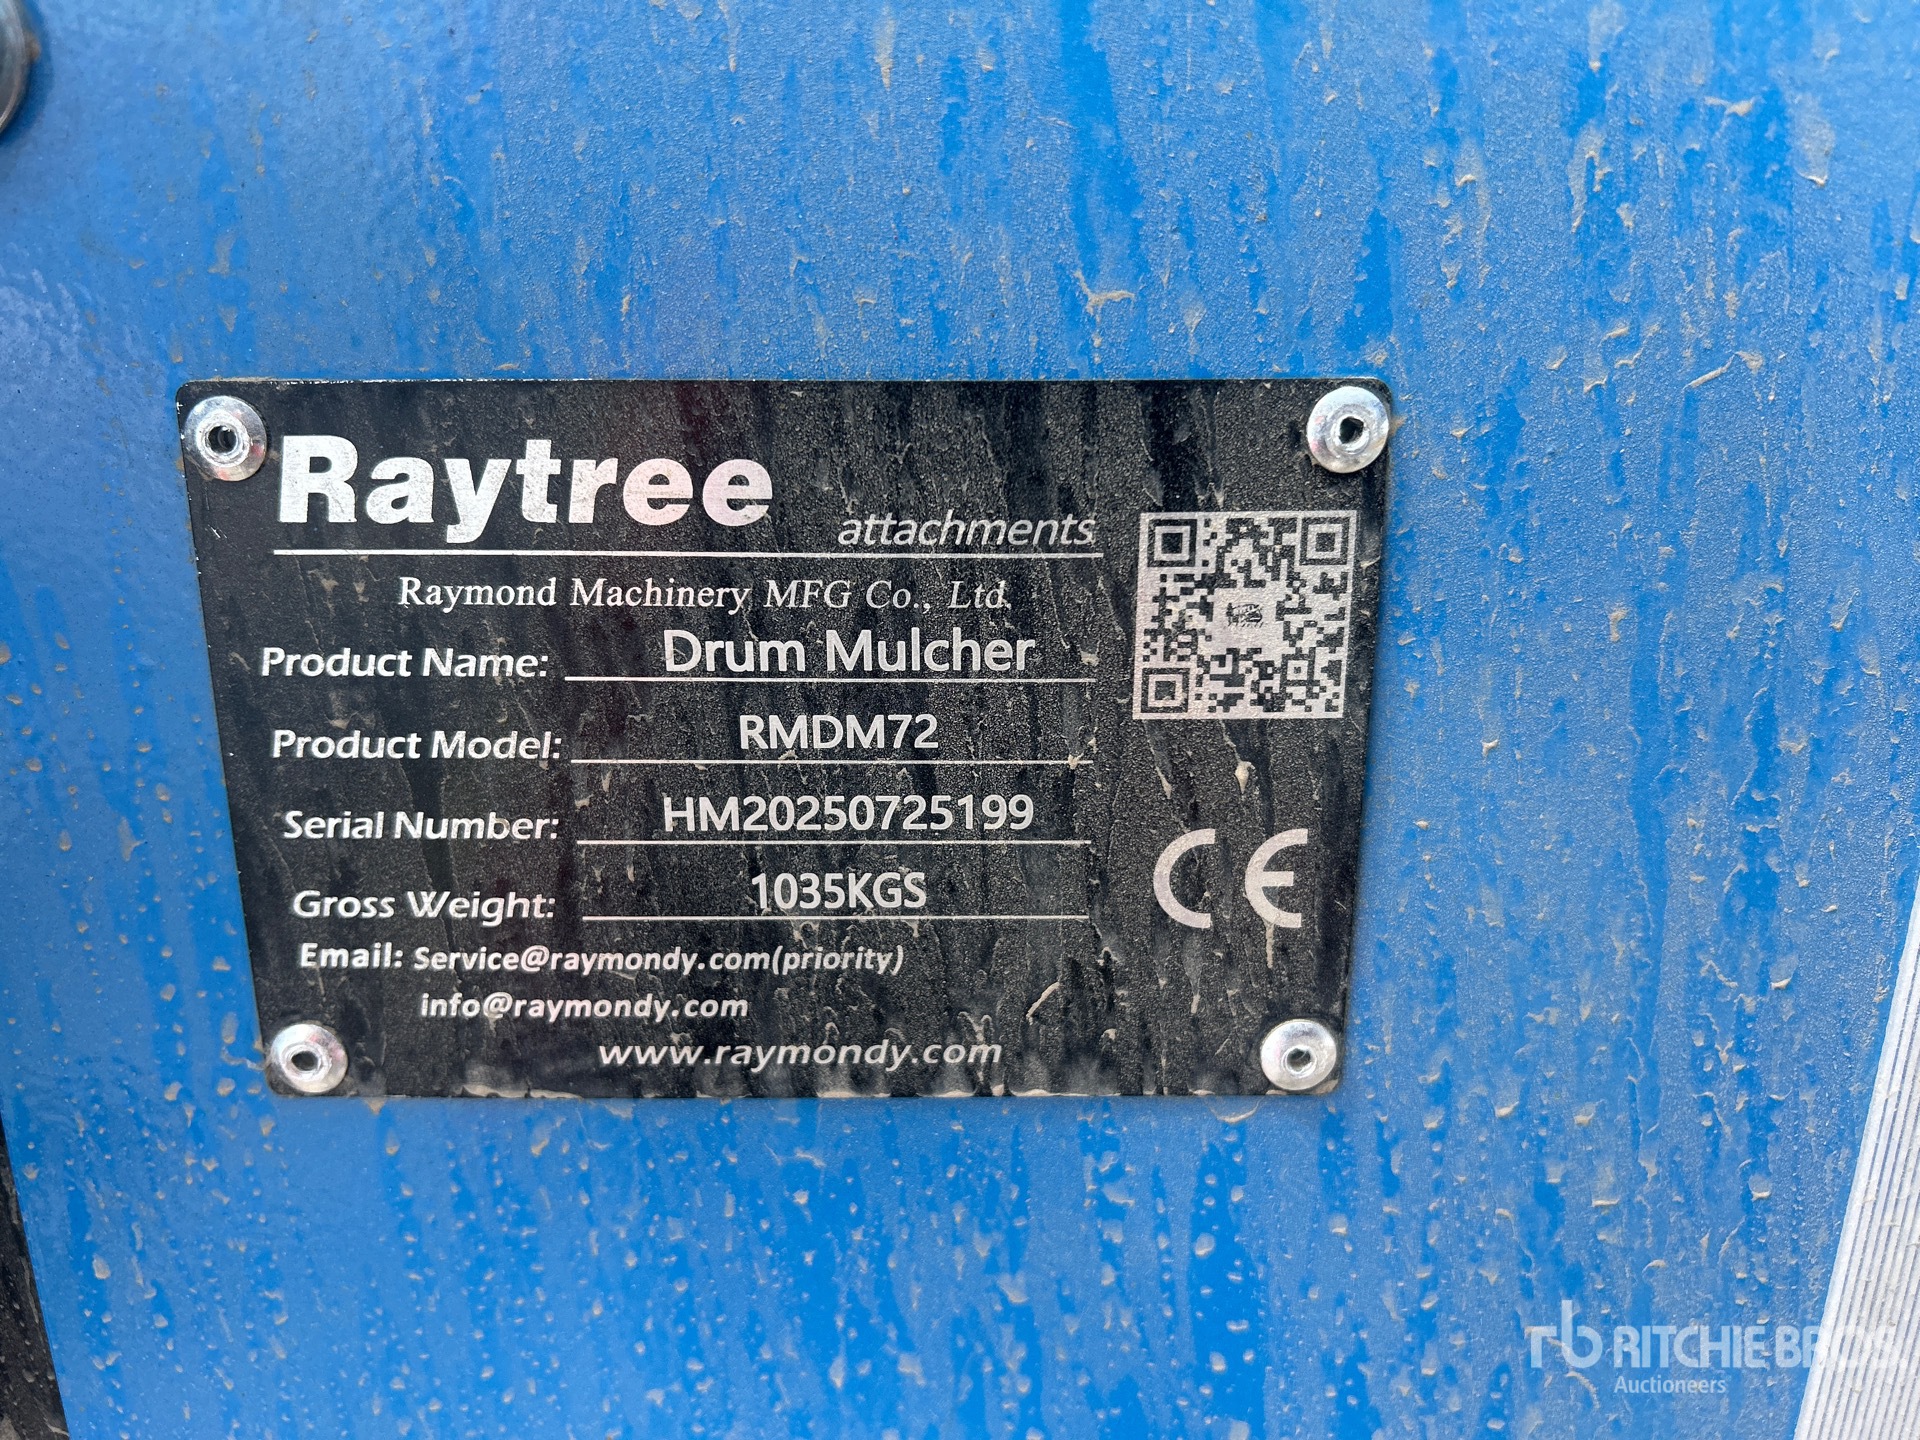 Raytree
attachments
Raymond Machinery MFG Co., Ltd.
Product Name: Drum Mulcher
Product Model: RMDM72
Serial Number: HM20250725199
Gross Weight: 1035KGS
CE
Email: Service@raymondy.com(priority)
info@raymondy.com
www.raymondy.com
rb RITCHIE BROS.
Auctioneers